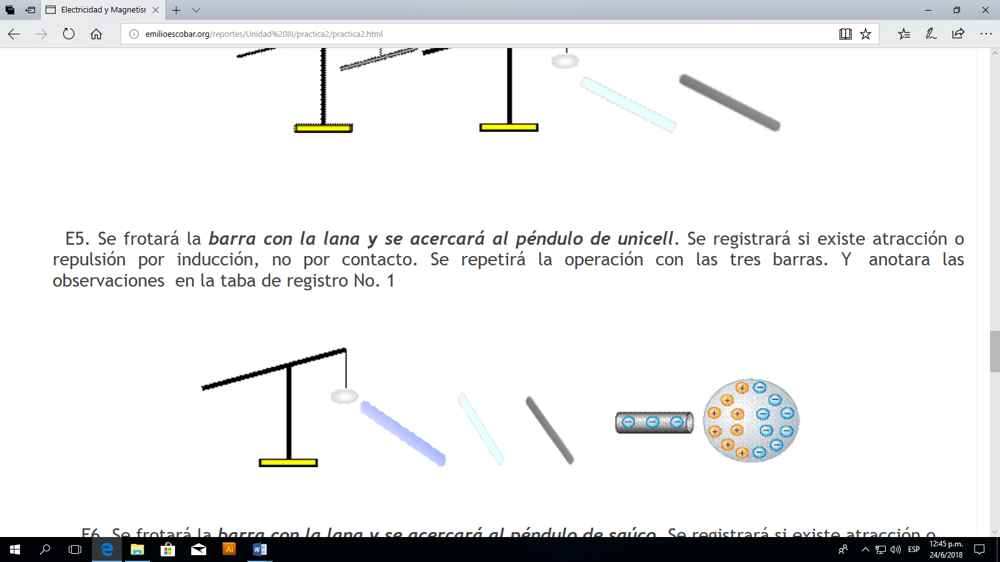 Electricidad y Magnetisn
emilioescobar.org/reportes/Unidad%20III/practica2/practica2.html
E5. Se frotará la barra con la lana y se acercará al péndulo de unicell. Se registrará si existe atracción o
repulsión por inducción, no por contacto. Se repetirá la operación con las tres barras. Y anotara las
observaciones en la taba de registro No. 1
E6. Se frotará la barra con la lana y se acercará al péndulo de saúco. Se registrará si existe atracción o
Ai
ESP
12:45 p.m.
24/6/2018